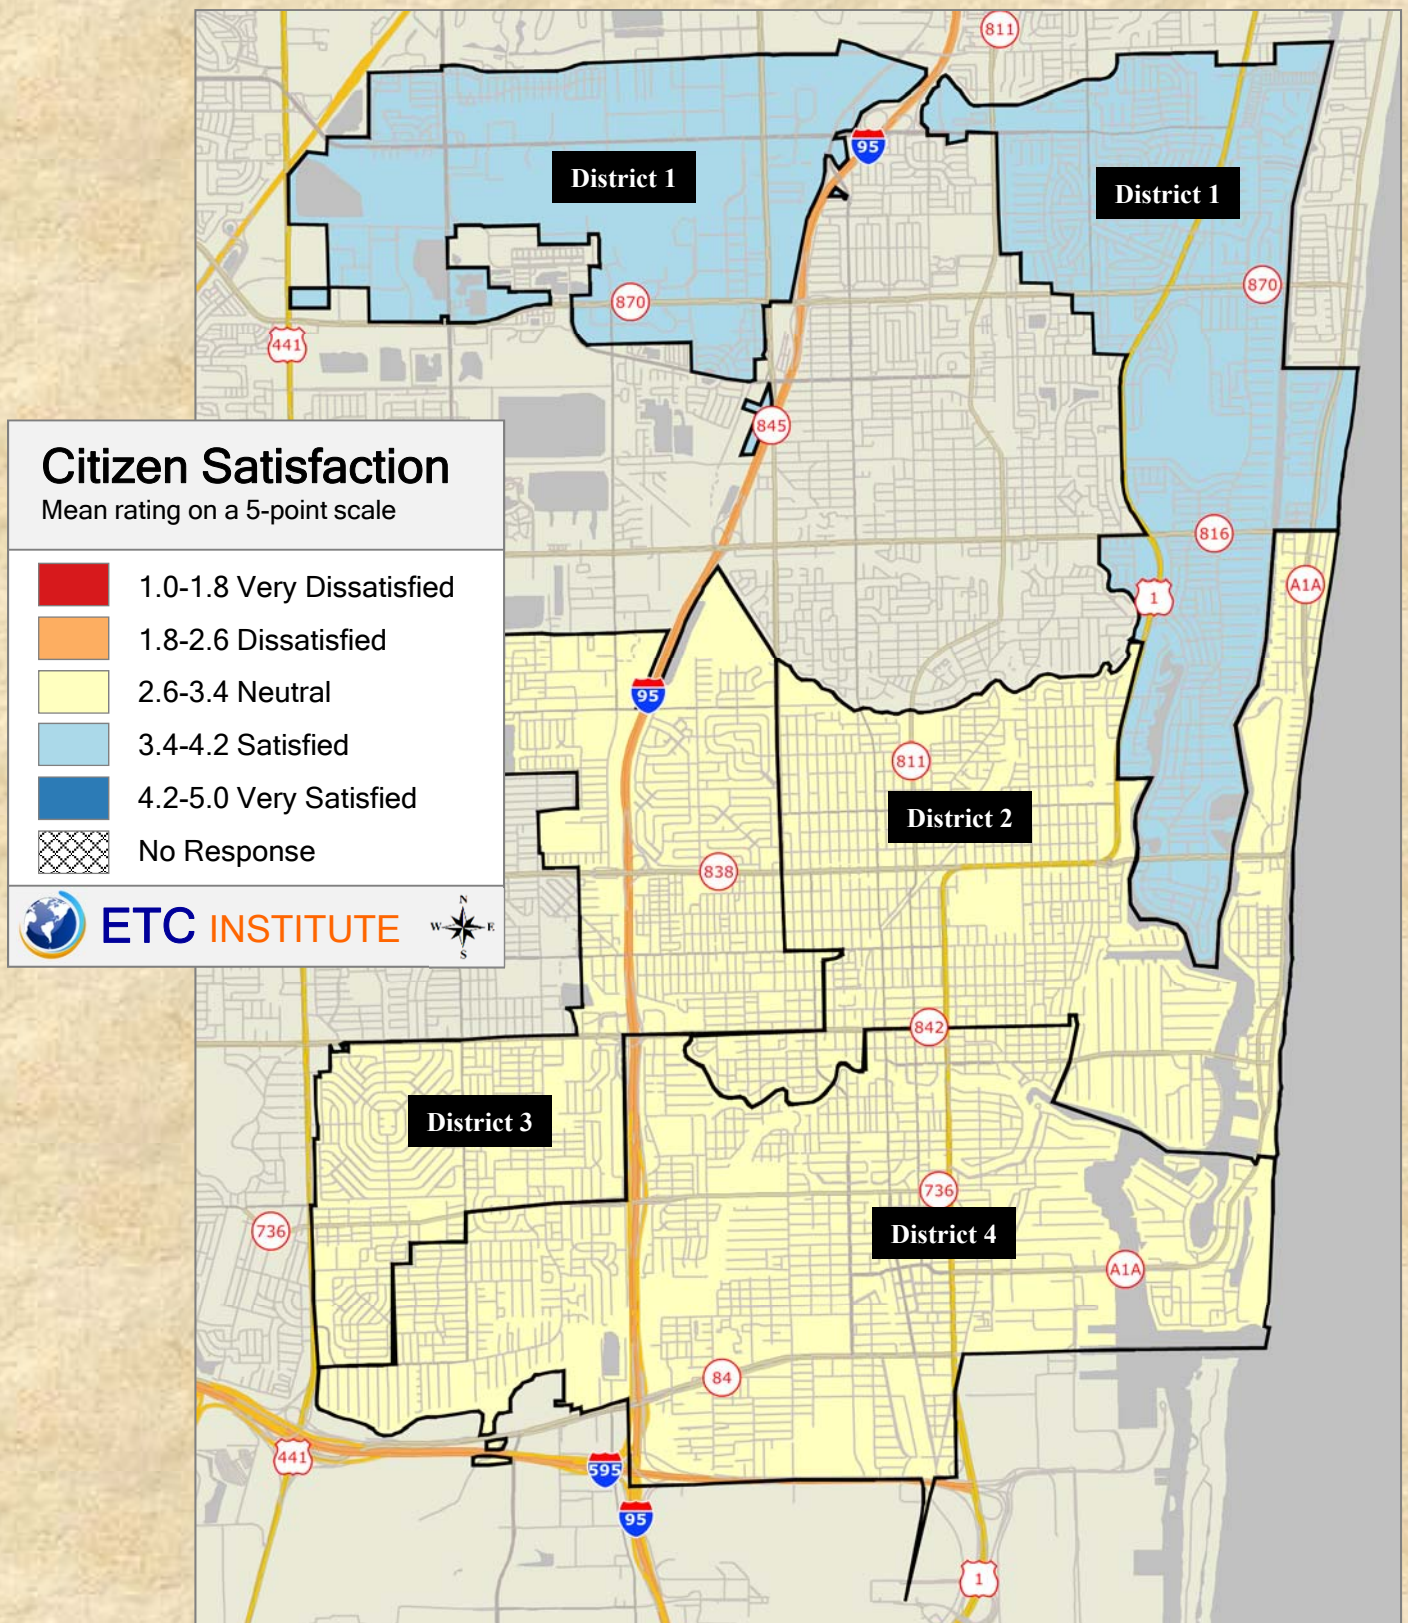 811
95
District 1
District 1
870
870
441
845
Citizen Satisfaction
Mean rating on a 5-point scale
1.0-1.8 Very Dissatisfied
1.8-2.6 Dissatisfied
2.6-3.4 Neutral
3.4-4.2 Satisfied
4.2-5.0 Very Satisfied
No Response
ETC INSTITUTE
N
W E
S
816
A1A
1
95
811
District 2
838
842
District 3
736
736
District 4
A1A
84
441
595
95
1